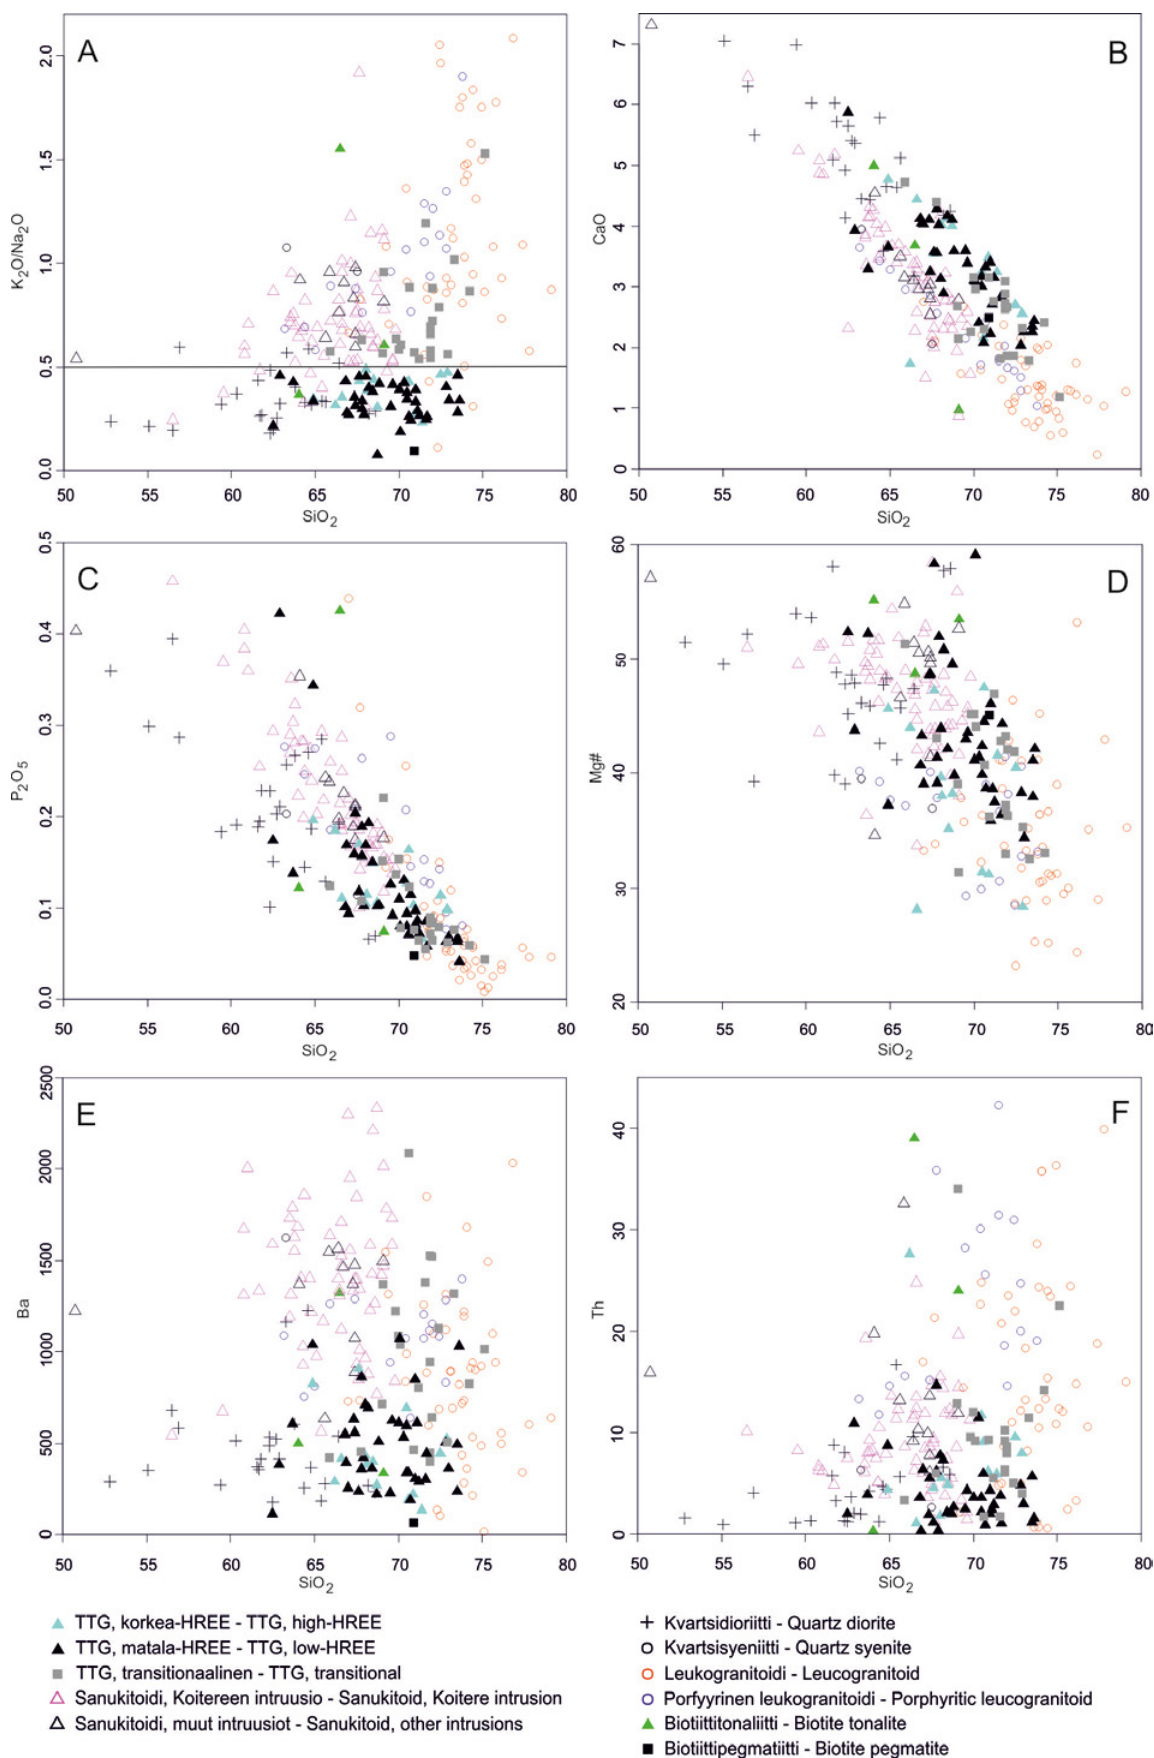 A
B
K2O/Na2O
0.0 0.5 1.0 1.5 2.0
50 55 60 65 70 75 80
SiO2
CaO
0 1 2 3 4 5 6 7
50 55 60 65 70 75 80
SiO2
C
D
P2O5
0.0 0.1 0.2 0.3 0.4 0.5
50 55 60 65 70 75 80
SiO2
Mg#
20 30 40 50 60
50 55 60 65 70 75 80
SiO2
E
F
Ba
0 500 1000 1500 2000 2500
50 55 60 65 70 75 80
SiO2
Th
0 10 20 30 40
50 55 60 65 70 75 80
SiO2
TTG, korkea-HREE - TTG, high-HREE
TTG, matala-HREE - TTG, low-HREE
TTG, transitionaalinen - TTG, transitional
Sanukitoidi, Koitereen intruusio - Sanukitoid, Koitere intrusion
Sanukitoidi, muut intruusiot - Sanukitoid, other intrusions
Kvartsidioriitti - Quartz diorite
Kvartsisyeniitti - Quartz syenite
Leukogranitoidi - Leucogranitoid
Porfyyrinen leukogranitoidi - Porphyritic leucogranitoid
Biotiittitonaliitti - Biotite tonalite
Biotiittipegmatiitti - Biotite pegmatite